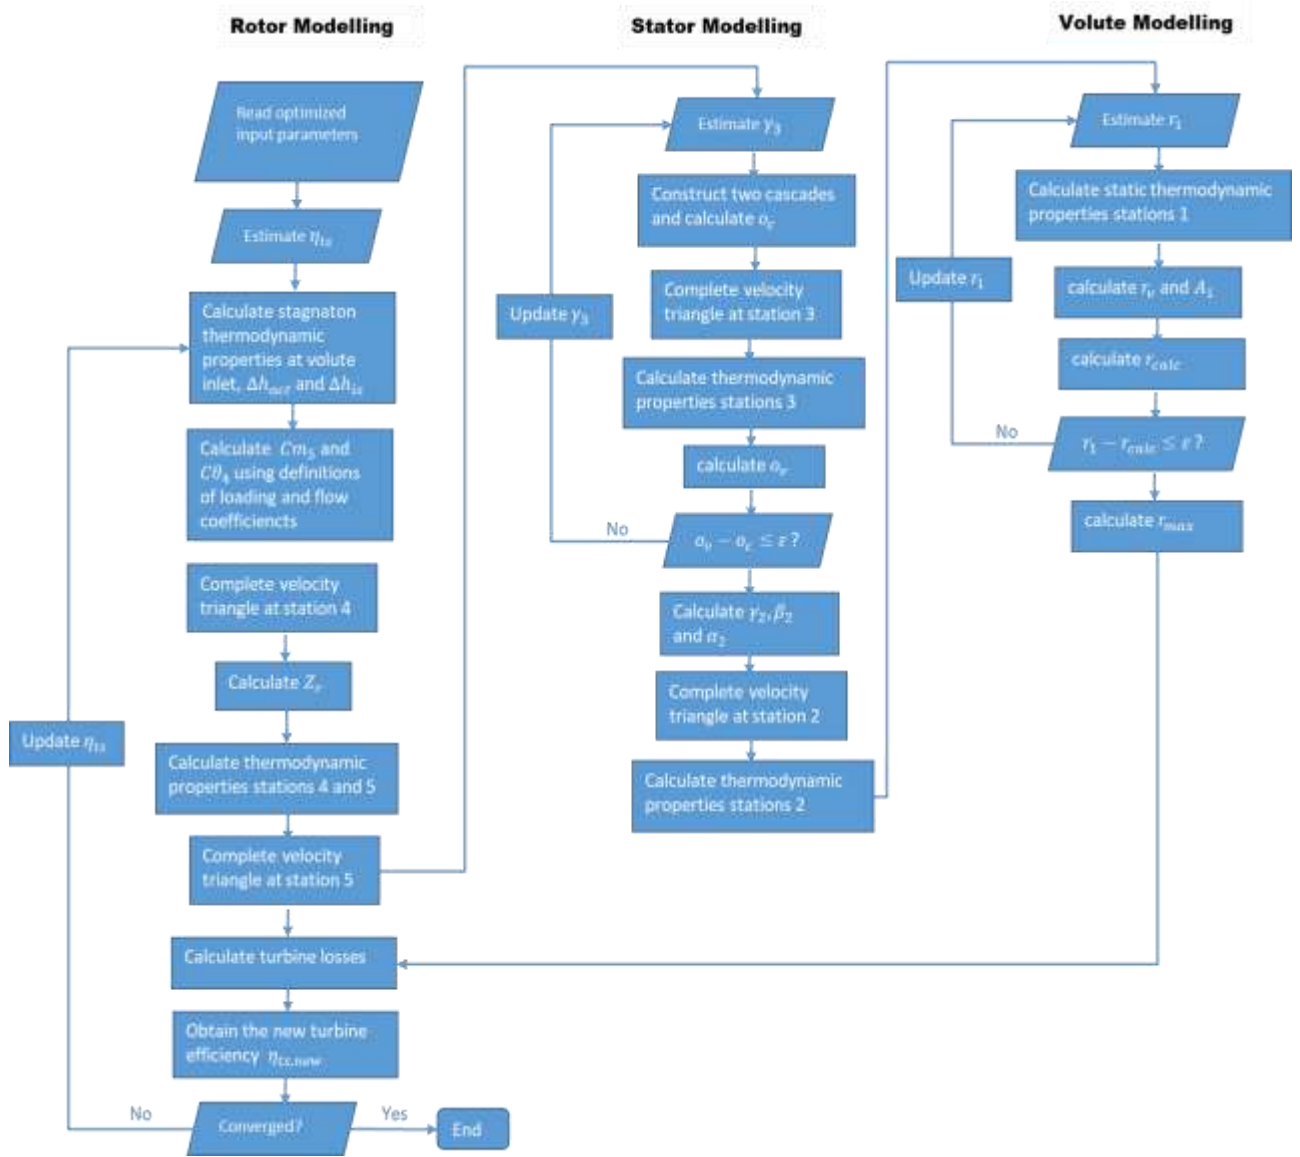 Rotor Modelling
Read optimized
input parameters
Estimate η_ts
Calculate stagnaton
thermodynamic
properties at volute
inlet, Δh_act and Δh_is
Calculate Cm_5 and
Cθ_4 using definitions
of loading and flow
coefficiencts
Complete velocity
triangle at station 4
Calculate Z_r
Update η_ts
Calculate thermodynamic
properties stations 4 and 5
Complete velocity
triangle at station 5
Calculate turbine losses
Obtain the new turbine
efficiency η_ts,new
No
Converged?
Yes
End
Stator Modelling
Estimate γ_3
Construct two cascades
and calculate o_c
Complete velocity
triangle at station 3
Update γ_3
Calculate thermodynamic
properties stations 3
calculate o_v
No
o_v − o_c ≤ ε ?
Calculate γ_2, β_2
and α_2
Complete velocity
triangle at station 2
Calculate thermodynamic
properties stations 2
Volute Modelling
Estimate r_1
Calculate static thermodynamic
properties stations 1
Update r_1
calculate r_v and A_1
calculate r_calc
No
r_1 − r_calc ≤ ε ?
calculate r_max